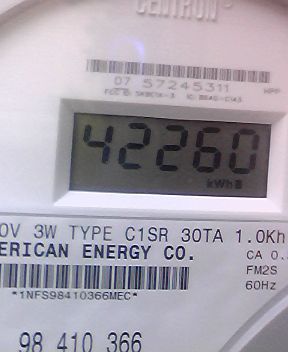 CENTRON
07 57245311
42260
kWh
0V 3W TYPE C1SR 30TA 1.0Kh
ERICAN ENERGY CO. CA 0.
FM2S
*1NFS98410366MEC* 60Hz
98 410 366